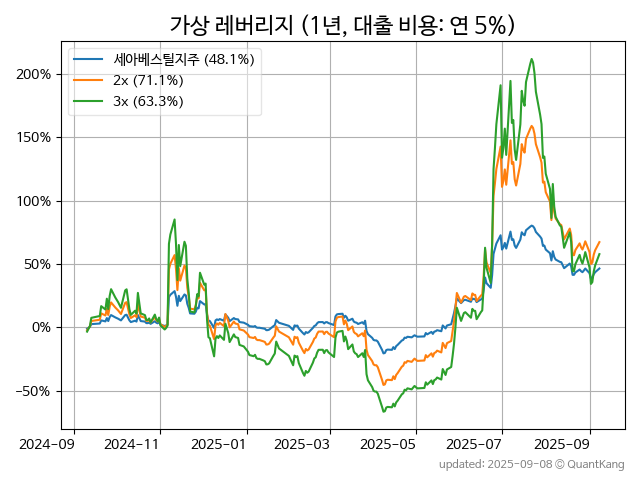 가상 레버리지 (1년, 대출 비용: 연 5%)
세아베스틸지주 (48.1%)
2x (71.1%)
3x (63.3%)
200%
150%
100%
50%
0%
−50%
2024-09 2024-11 2025-01 2025-03 2025-05 2025-07 2025-09
updated: 2025-09-08 © QuantKang